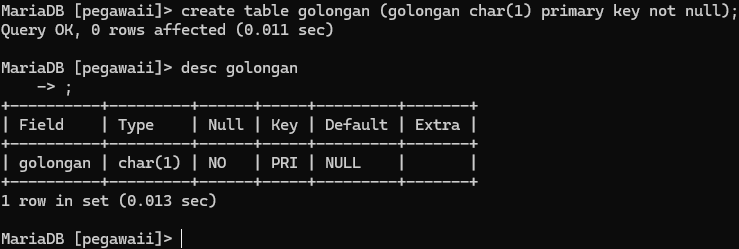 MariaDB [pegawaii]> create table golongan (golongan char(1) primary key not null);
Query OK, 0 rows affected (0.011 sec)
MariaDB [pegawaii]> desc golongan
    -> ;
+----------+---------+------+-----+---------+-------+
| Field    | Type    | Null | Key | Default | Extra |
+----------+---------+------+-----+---------+-------+
| golongan | char(1) | NO   | PRI | NULL    |       |
+----------+---------+------+-----+---------+-------+
1 row in set (0.013 sec)
MariaDB [pegawaii]>